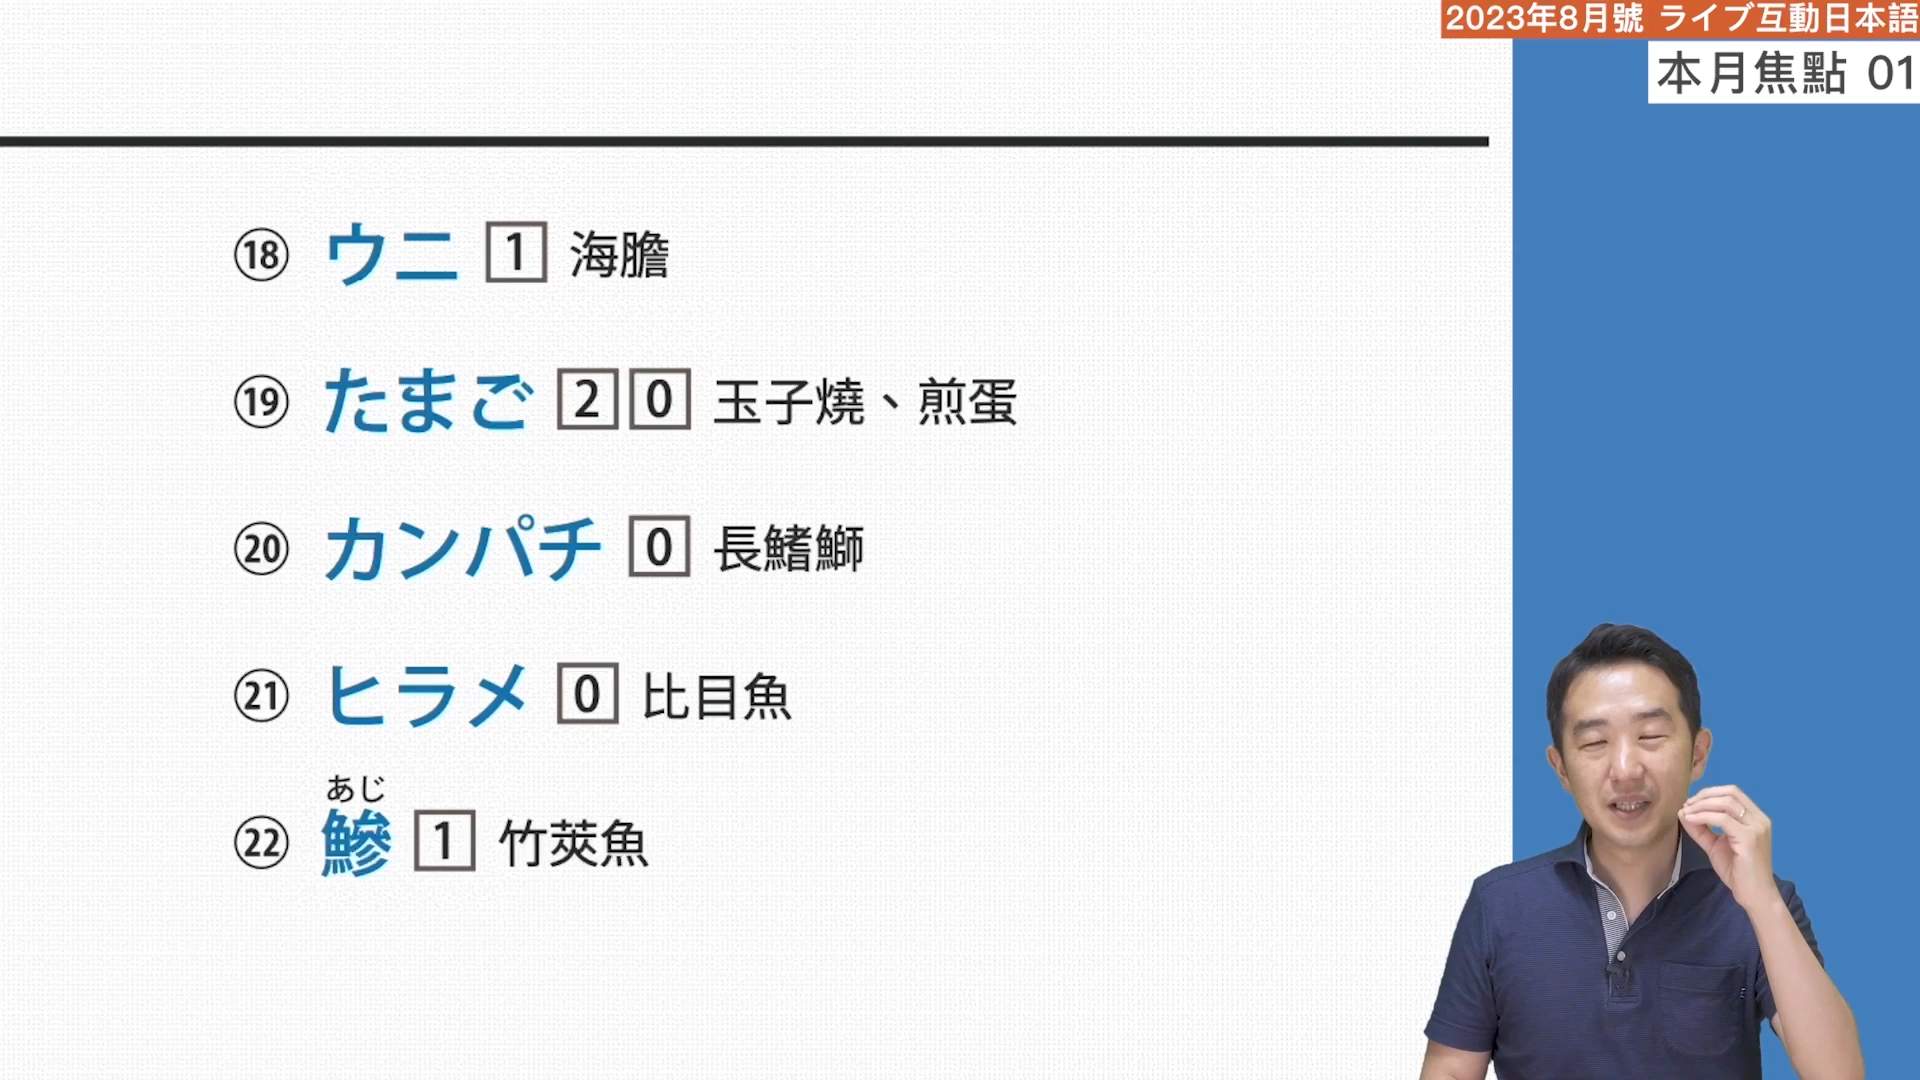 2023年8月號 ライブ互動日本語
本月焦點 01
⑱ ウニ 1 海膽
⑲ たまご 2 0 玉子燒、煎蛋
⑳ カンパチ 0 長鰭鰤
㉑ ヒラメ 0 比目魚
あじ
㉒ 鰺 1 竹莢魚